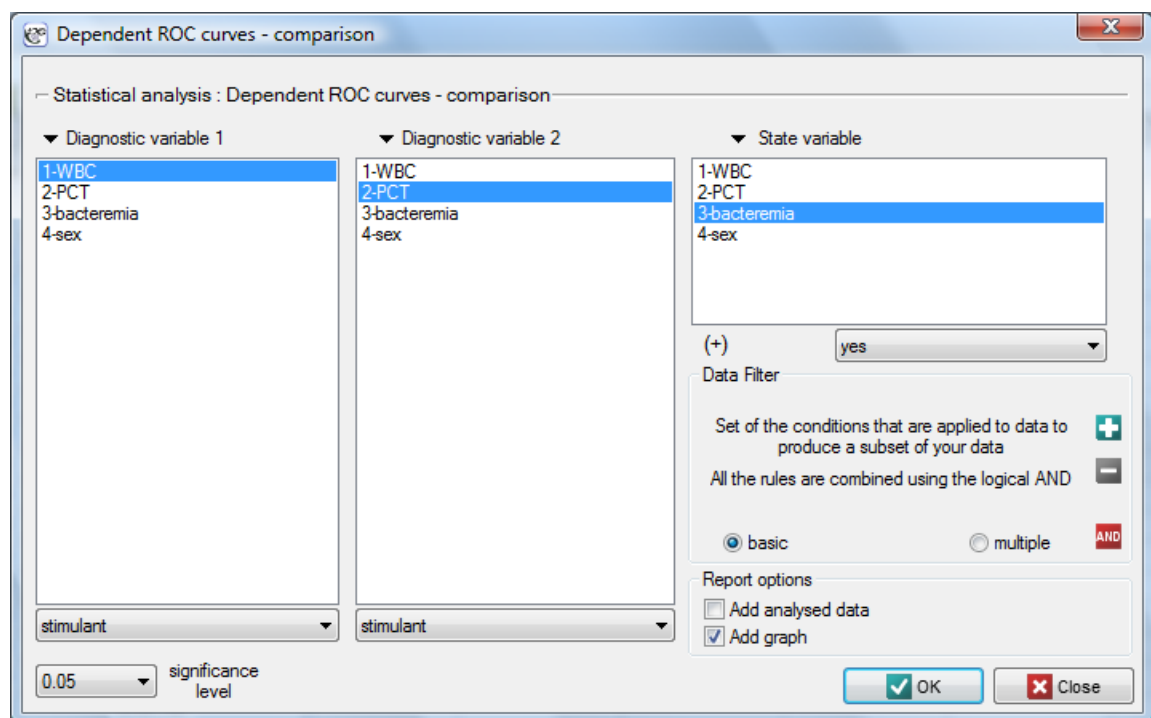 Dependent ROC curves - comparison
Statistical analysis : Dependent ROC curves - comparison
Diagnostic variable 1
1-WBC
2-PCT
3-bacteremia
4-sex
stimulant
Diagnostic variable 2
1-WBC
2-PCT
3-bacteremia
4-sex
stimulant
State variable
1-WBC
2-PCT
3-bacteremia
4-sex
(+) yes
Data Filter
Set of the conditions that are applied to data to
produce a subset of your data
All the rules are combined using the logical AND
basic multiple AND
Report options
Add analysed data
Add graph
0.05 significance
level
OK Close